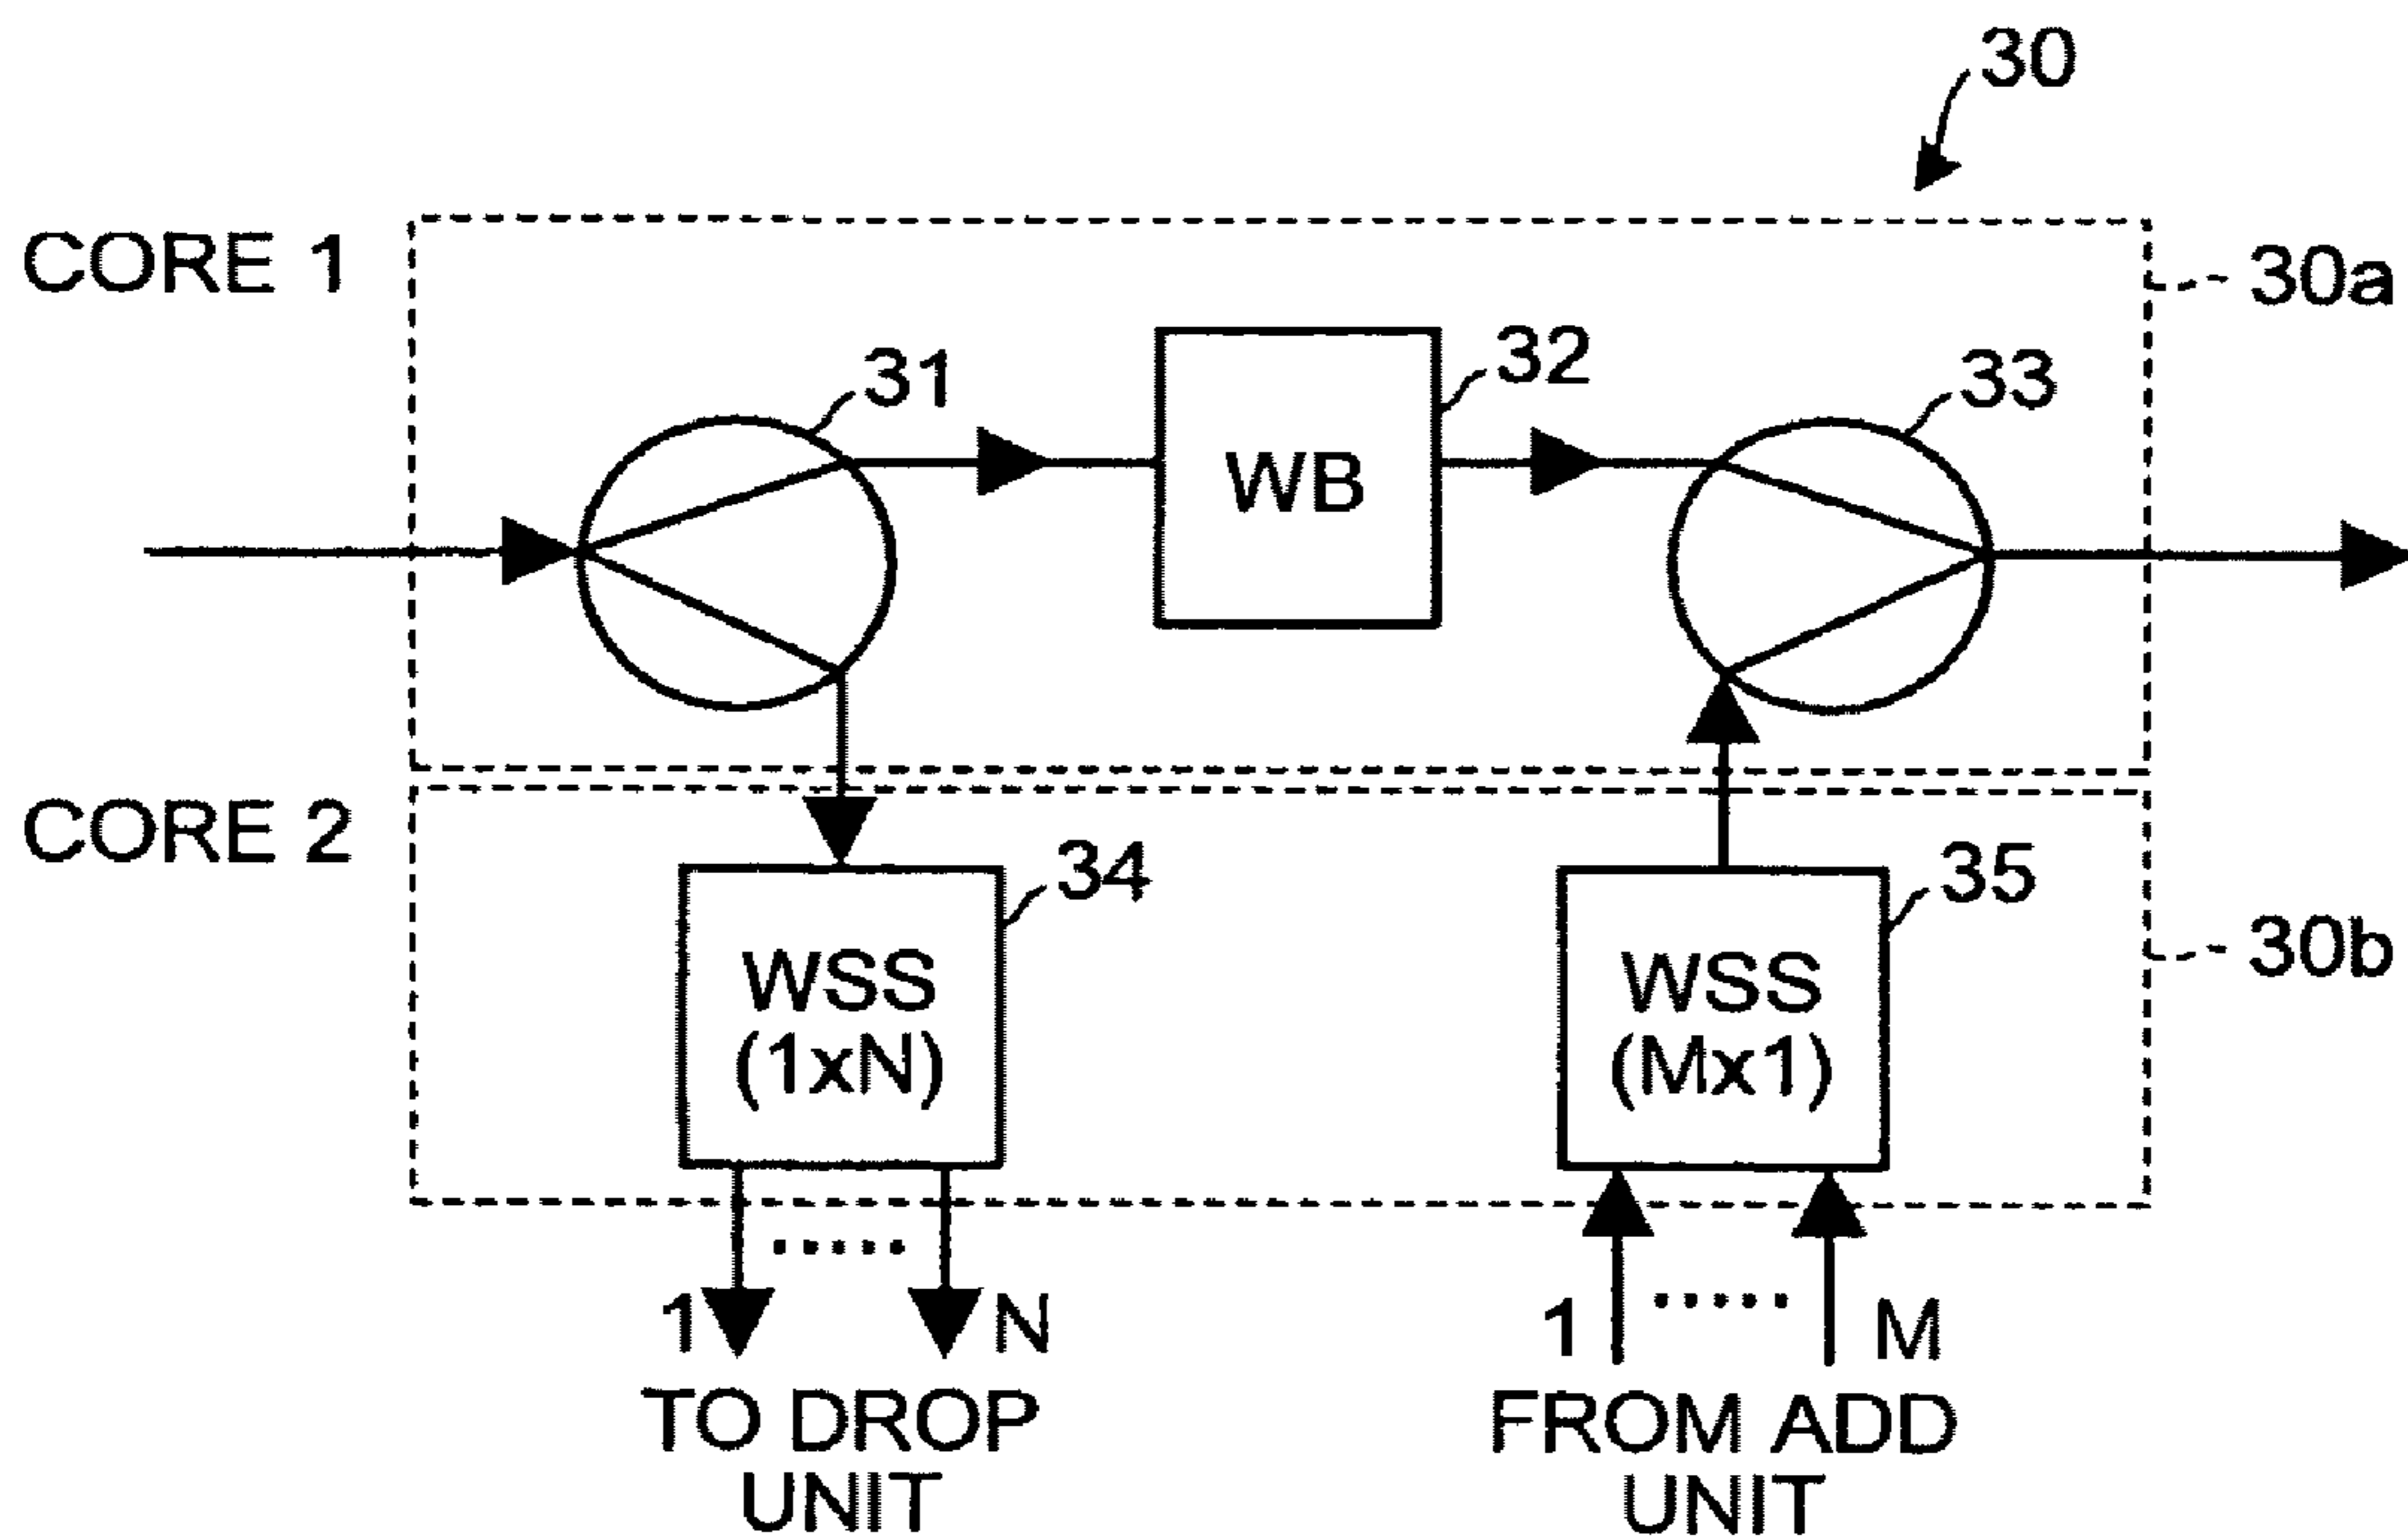 30
CORE 1
30a
31
32
33
WB
CORE 2
34
35
30b
WSS
(1xN)
WSS
(Mx1)
1 ..... N
1 ..... M
TO DROP
UNIT
FROM ADD
UNIT